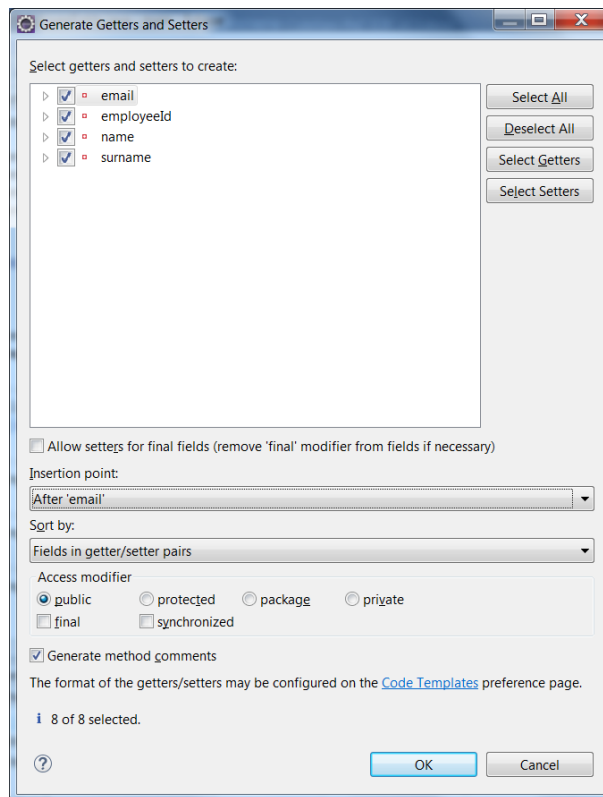 Generate Getters and Setters
Select getters and setters to create:
email
employeeId
name
surname
Select All
Deselect All
Select Getters
Select Setters
Allow setters for final fields (remove 'final' modifier from fields if necessary)
Insertion point:
After 'email'
Sort by:
Fields in getter/setter pairs
Access modifier
public protected package private
final synchronized
Generate method comments
The format of the getters/setters may be configured on the Code Templates preference page.
i 8 of 8 selected.
? OK Cancel